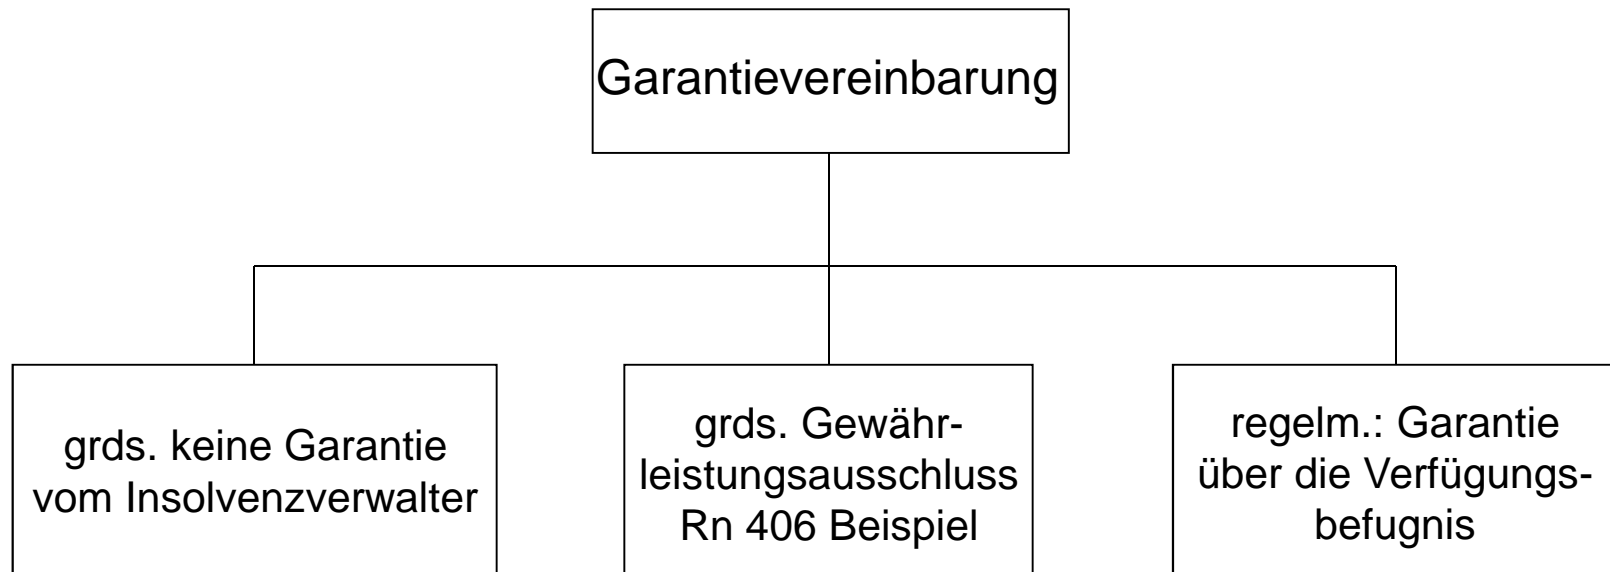 Garantievereinbarung
grds. keine Garantie
vom Insolvenzverwalter
grds. Gewähr-
leistungsausschluss
Rn 406 Beispiel
regelm.: Garantie
über die Verfügungs-
befugnis